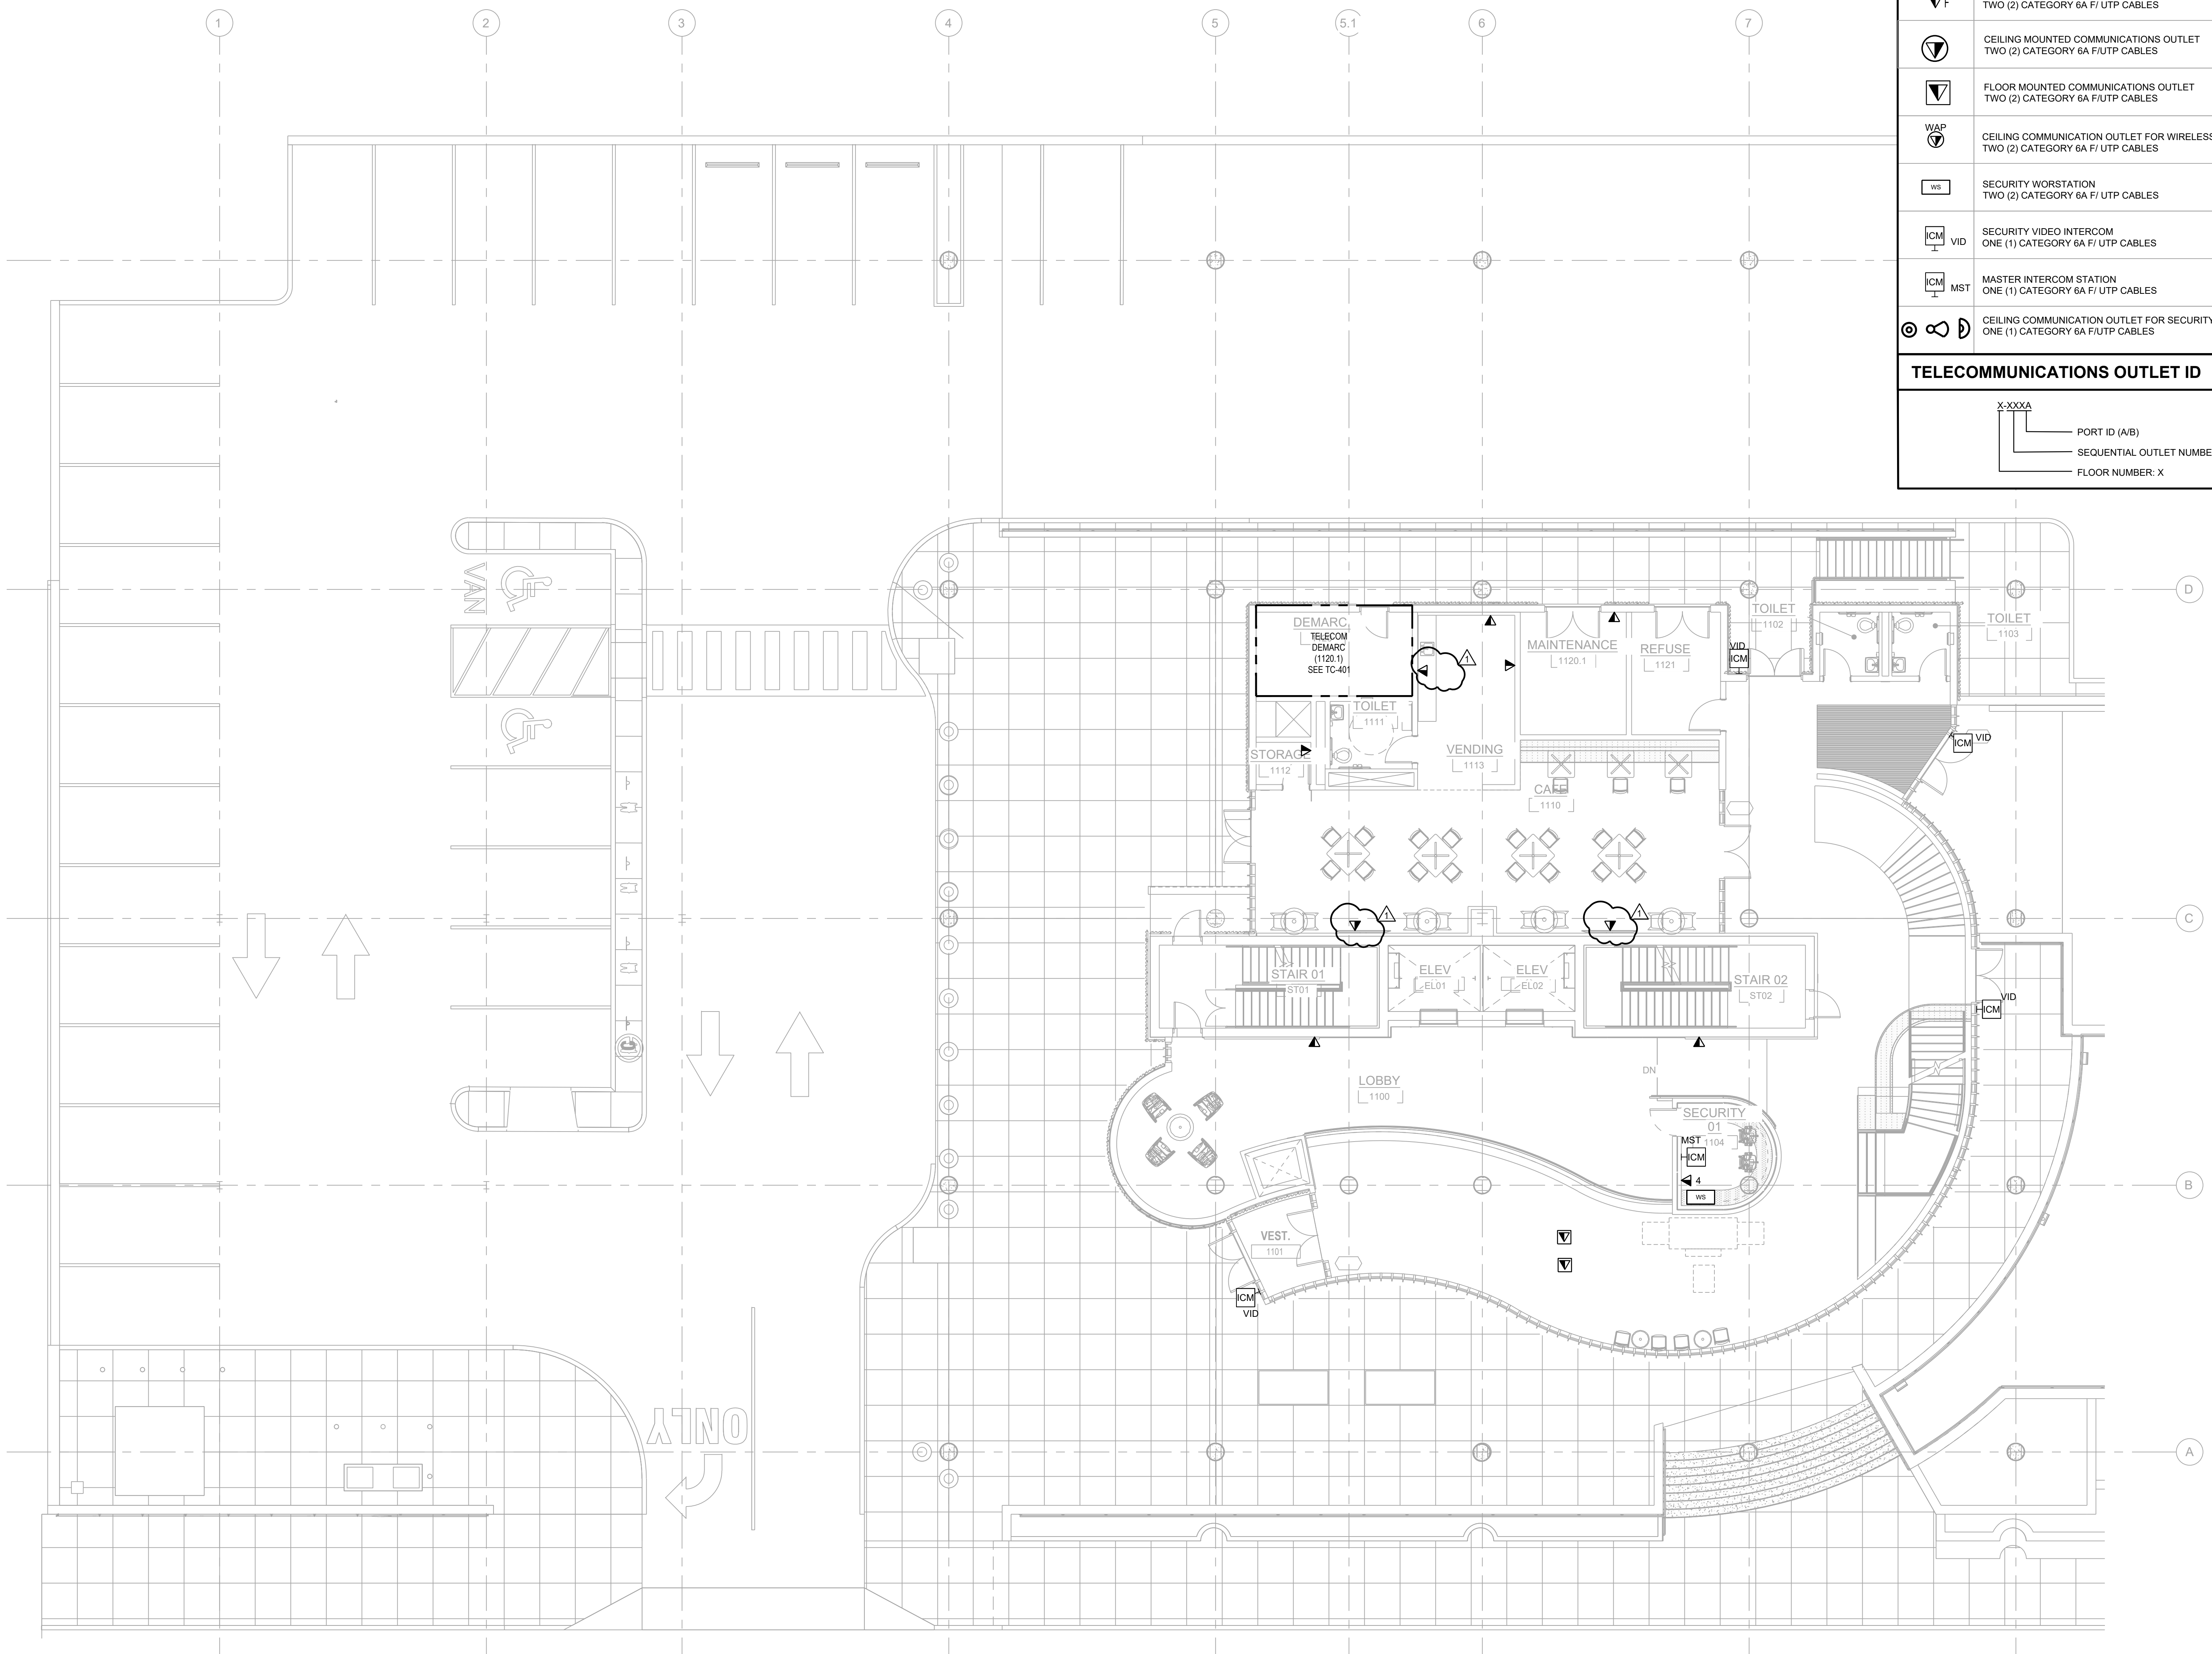 1
2
3
4
5
5.1
6
7
F
TWO (2) CATEGORY 6A F/ UTP CABLES
CEILING MOUNTED COMMUNICATIONS OUTLET
TWO (2) CATEGORY 6A F/UTP CABLES
FLOOR MOUNTED COMMUNICATIONS OUTLET
TWO (2) CATEGORY 6A F/UTP CABLES
WAP
CEILING COMMUNICATION OUTLET FOR WIRELESS
TWO (2) CATEGORY 6A F/ UTP CABLES
WS
SECURITY WORSTATION
TWO (2) CATEGORY 6A F/ UTP CABLES
ICM VID
SECURITY VIDEO INTERCOM
ONE (1) CATEGORY 6A F/ UTP CABLES
ICM MST
MASTER INTERCOM STATION
ONE (1) CATEGORY 6A F/ UTP CABLES
CEILING COMMUNICATION OUTLET FOR SECURITY
ONE (1) CATEGORY 6A F/UTP CABLES
TELECOMMUNICATIONS OUTLET ID
X-XXXA
PORT ID (A/B)
SEQUENTIAL OUTLET NUMBE
FLOOR NUMBER: X
VAN
D
DEMARC
TELECOM
DEMARC
(1120.1)
SEE TC-401
1
MAINTENANCE
1120.1
REFUSE
1121
TOILET
1102
TOILET
1103
VID
ICM
TOILET
1111
STORAGE
1112
VENDING
1113
CAFE
1110
ICM VID
1
1
C
STAIR 01
ST01
ELEV
EL01
ELEV
EL02
STAIR 02
ST02
VID
ICM
C
LOBBY
1100
DN
SECURITY
01
1104
MST
ICM
4
WS
B
VEST.
1101
ICM
VID
ONLY
A